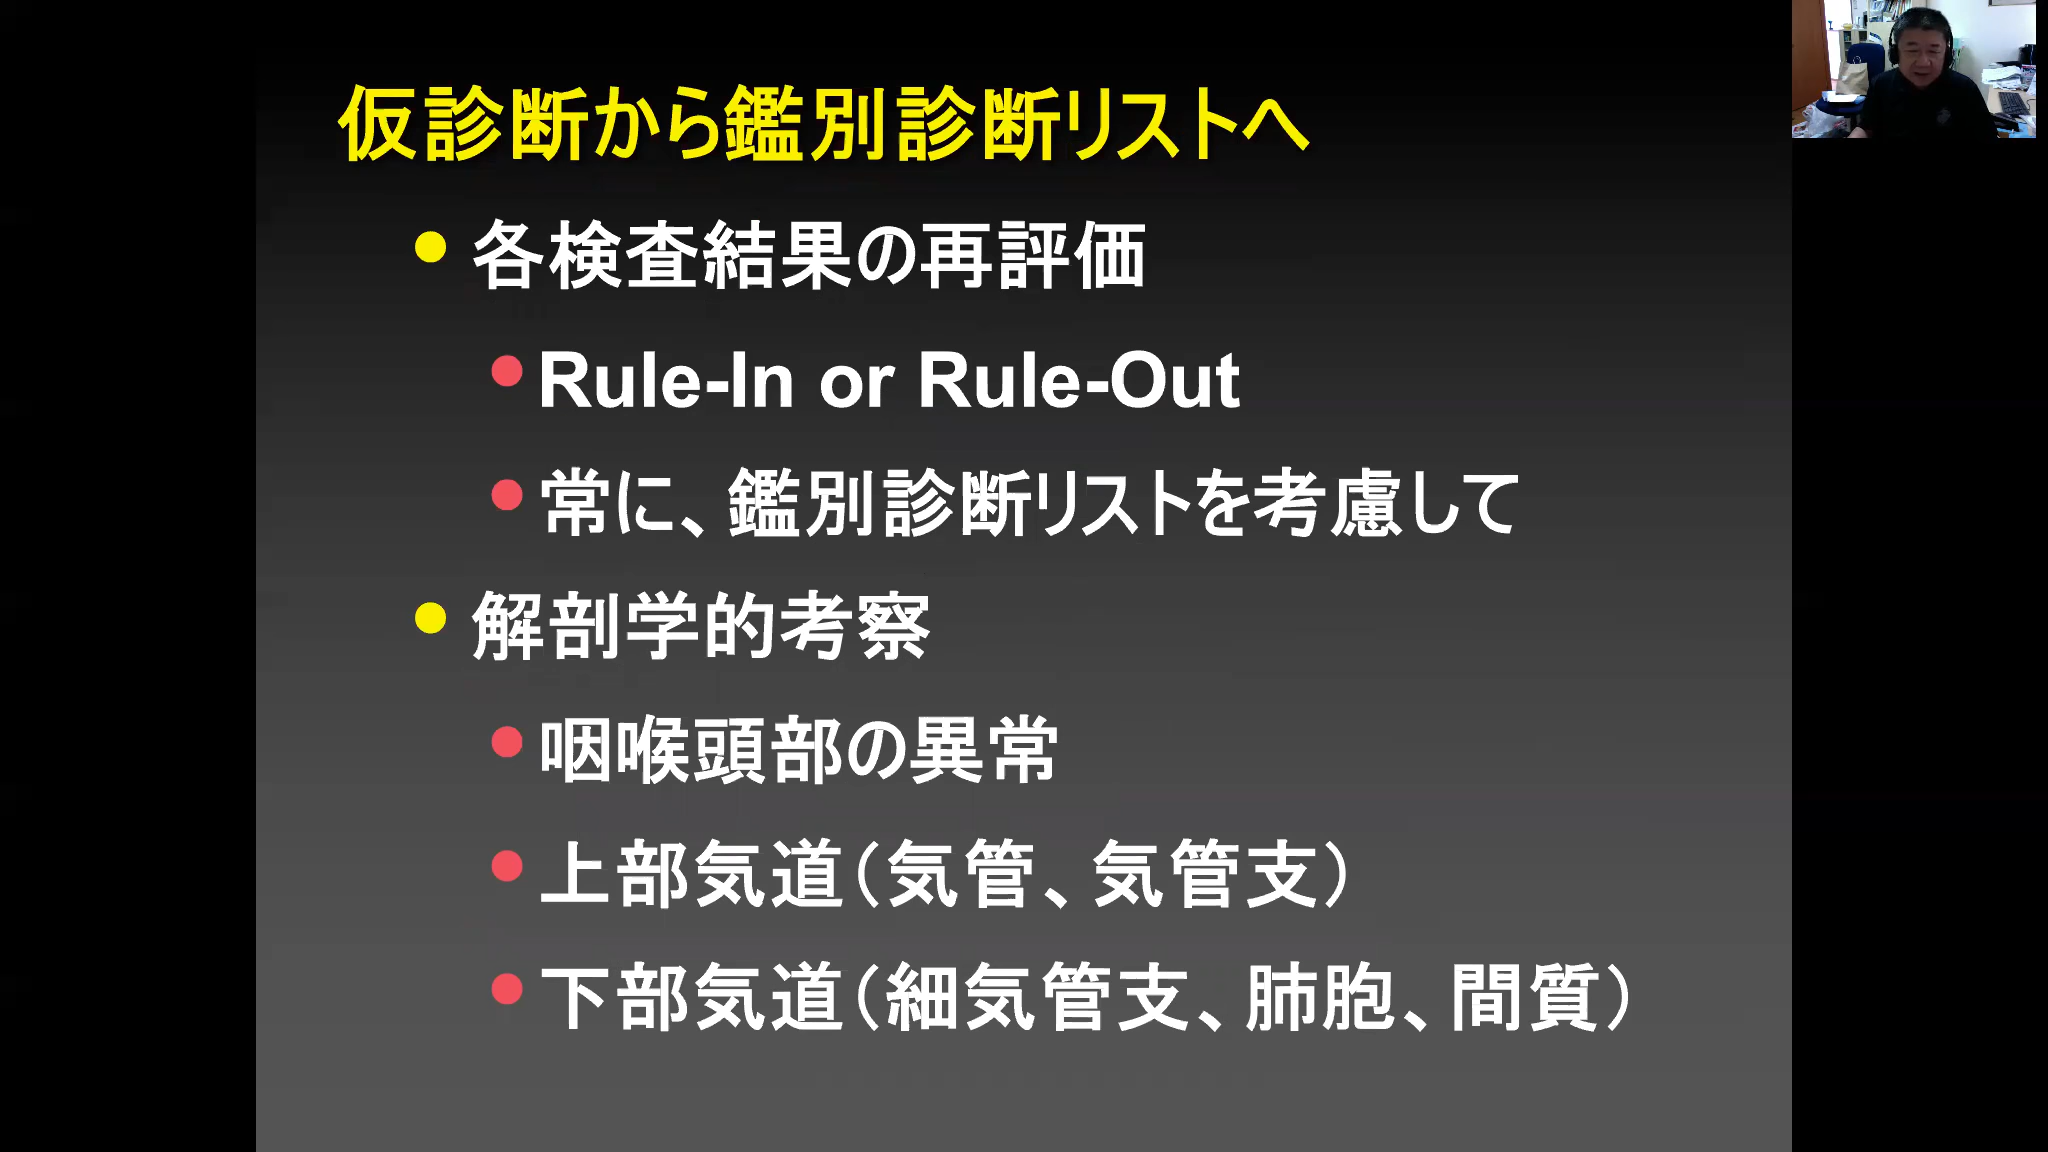 仮診断から鑑別診断リストへ
各検査結果の再評価
Rule-In or Rule-Out
常に、鑑別診断リストを考慮して
解剖学的考察
咽喉頭部の異常
上部気道（気管、気管支）
下部気道（細気管支、肺胞、間質）